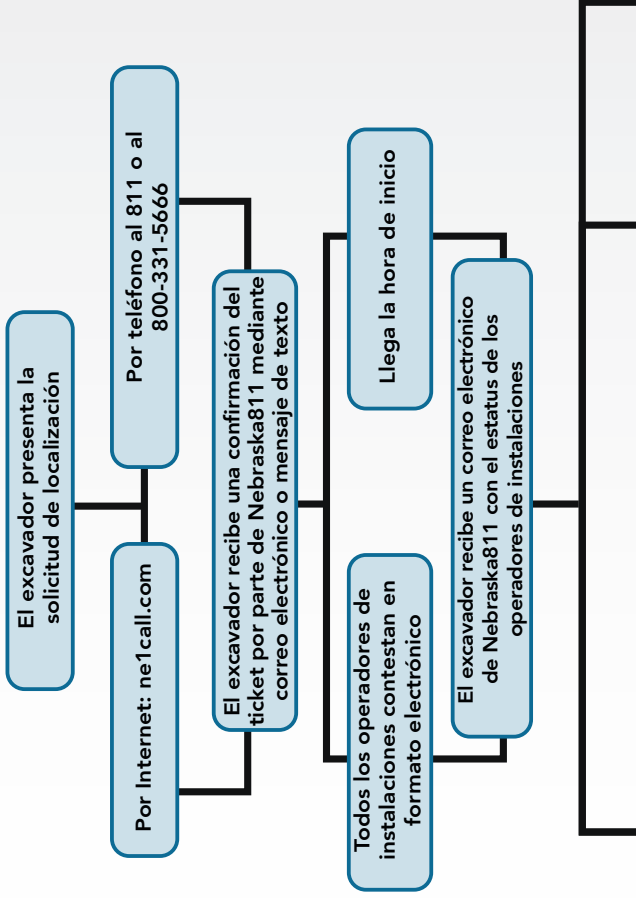 El excavador presenta la
solicitud de localización
Por Internet: ne1call.com
Por teléfono al 811 o al
800-331-5666
El excavador recibe una confirmación del
ticket por parte de Nebraska811 mediante
correo electrónico o mensaje de texto
Todos los operadores de
instalaciones contestan en
formato electrónico
Llega la hora de inicio
El excavador recibe un correo electrónico
de Nebraska811 con el estatus de los
operadores de instalaciones